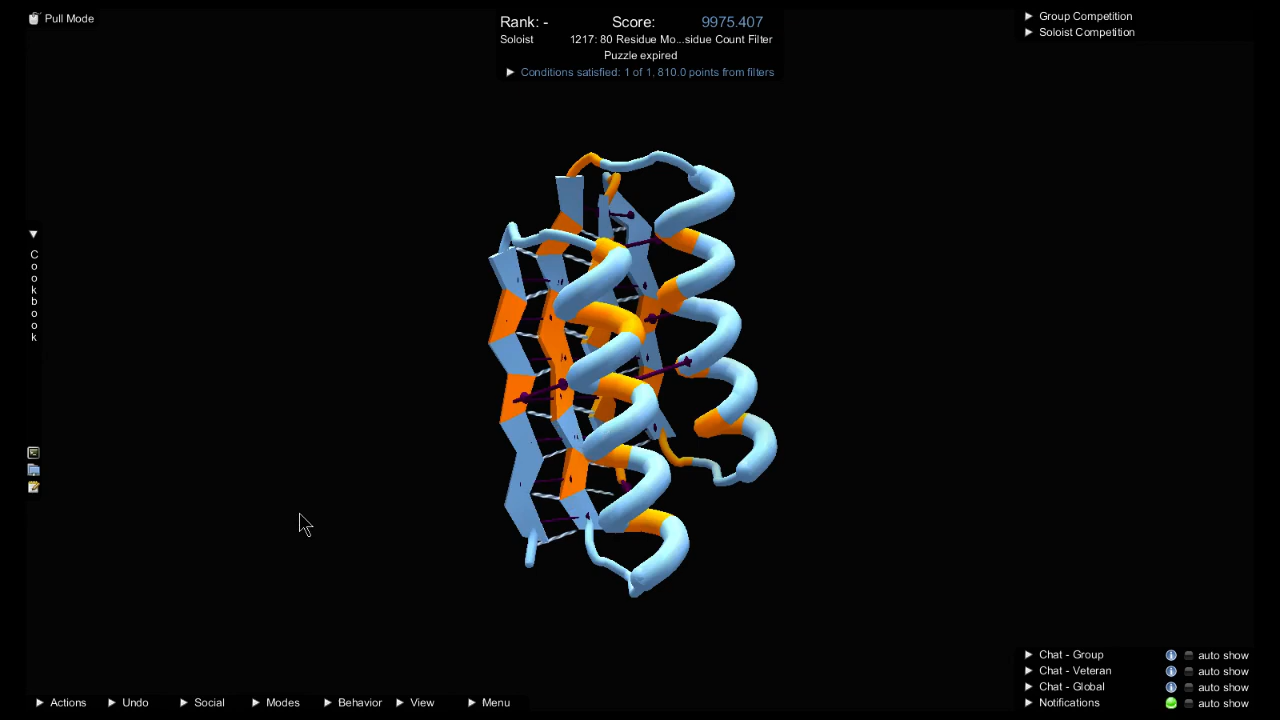 Pull Mode
Rank: - Score: 9975.407
Soloist 1217: 80 Residue Mo...sidue Count Filter
Puzzle expired
Conditions satisfied: 1 of 1, 810.0 points from filters
Group Competition
Soloist Competition
Cookbook
Chat - Group auto show
Chat - Veteran auto show
Chat - Global auto show
Notifications auto show
Actions Undo Social Modes Behavior View Menu